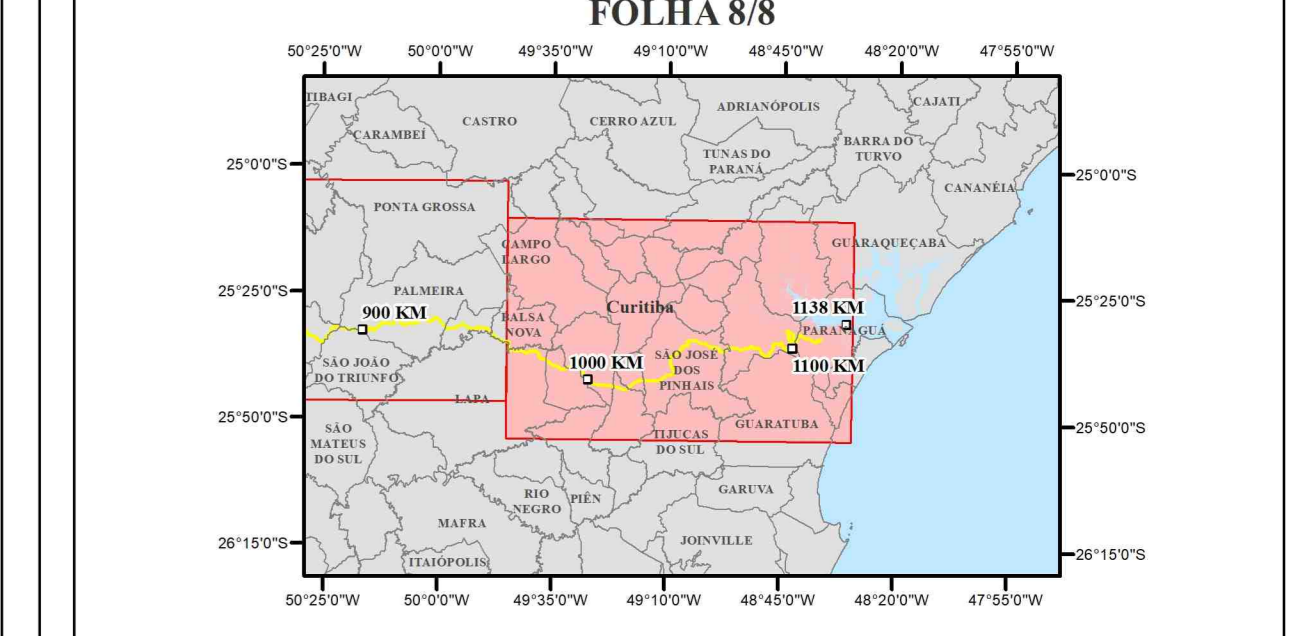 FOLHA 8/8
50°25'0"W 50°0'0"W 49°35'0"W 49°10'0"W 48°45'0"W 48°20'0"W 47°55'0"W
TIBAGI
CARAMBEÍ
CASTRO
CERRO AZUL
ADRIANÓPOLIS
CAJATI
BARRA DO
TURVO
TUNAS DO
PARANÁ
25°0'0"S
25°0'0"S
CANANÉIA
PONTA GROSSA
CAMPO
LARGO
GUARAQUEÇABA
25°25'0"S
25°25'0"S
PALMEIRA
900 KM
Curitiba
1138 KM
BALSA
NOVA
PARANAGUÁ
SÃO JOÃO
DO TRIUNFO
1000 KM
SÃO JOSÉ
DOS
PINHAIS
1100 KM
LAPA
25°50'0"S
25°50'0"S
SÃO
MATEUS
DO SUL
GUARATUBA
TIJUCAS
DO SUL
RIO
NEGRO
PIÊN
GARUVA
MAFRA
JOINVILLE
26°15'0"S
26°15'0"S
ITAIÓPOLIS
50°25'0"W 50°0'0"W 49°35'0"W 49°10'0"W 48°45'0"W 48°20'0"W 47°55'0"W